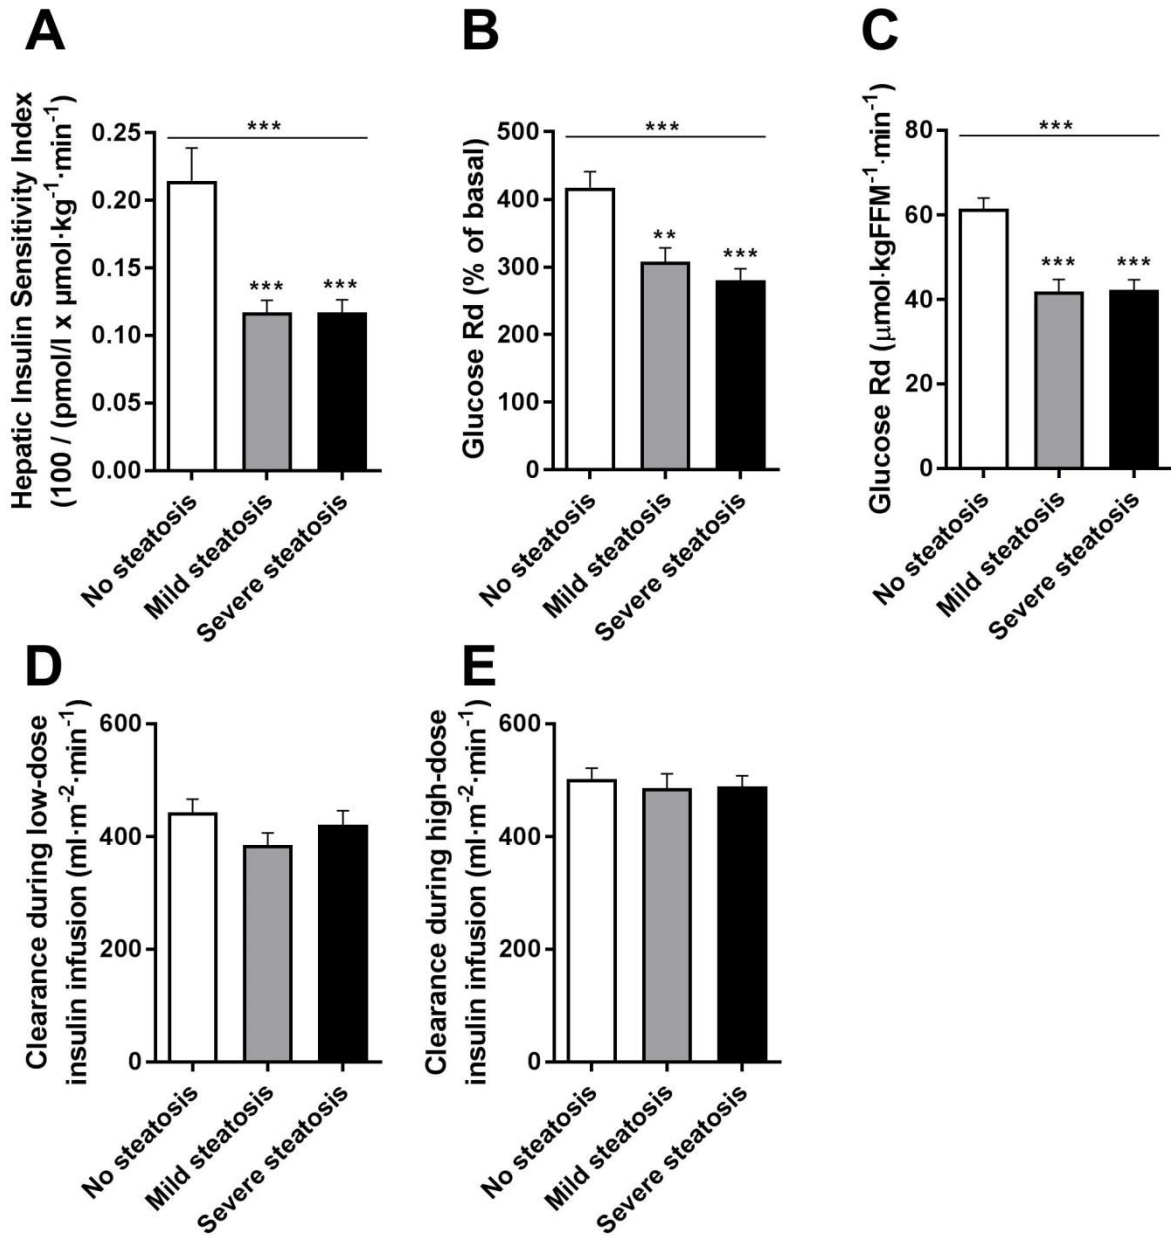 A
Hepatic Insulin Sensitivity Index
(100 / (pmol/l x µmol·kg⁻¹·min⁻¹)
0.25
0.20
0.15
0.10
0.05
0.00
***
***
***
No steatosis
Mild steatosis
Severe steatosis
B
Glucose Rd (% of basal)
500
400
300
200
100
0
***
**
***
No steatosis
Mild steatosis
Severe steatosis
C
Glucose Rd (µmol·kgFFM⁻¹·min⁻¹)
80
60
40
20
0
***
***
***
No steatosis
Mild steatosis
Severe steatosis
D
Clearance during low-dose
insulin infusion (ml·m⁻²·min⁻¹)
600
400
200
0
No steatosis
Mild steatosis
Severe steatosis
E
Clearance during high-dose
insulin infusion (ml·m⁻²·min⁻¹)
600
400
200
0
No steatosis
Mild steatosis
Severe steatosis